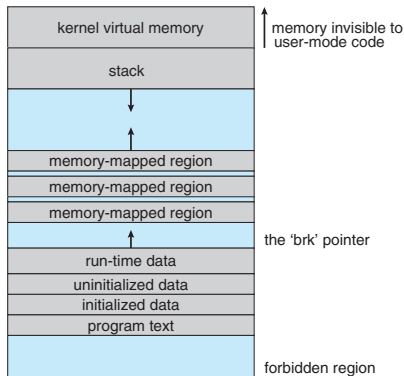 kernel virtual memory
memory invisible to
user-mode code
stack
memory-mapped region
memory-mapped region
memory-mapped region
the 'brk' pointer
run-time data
uninitialized data
initialized data
program text
forbidden region